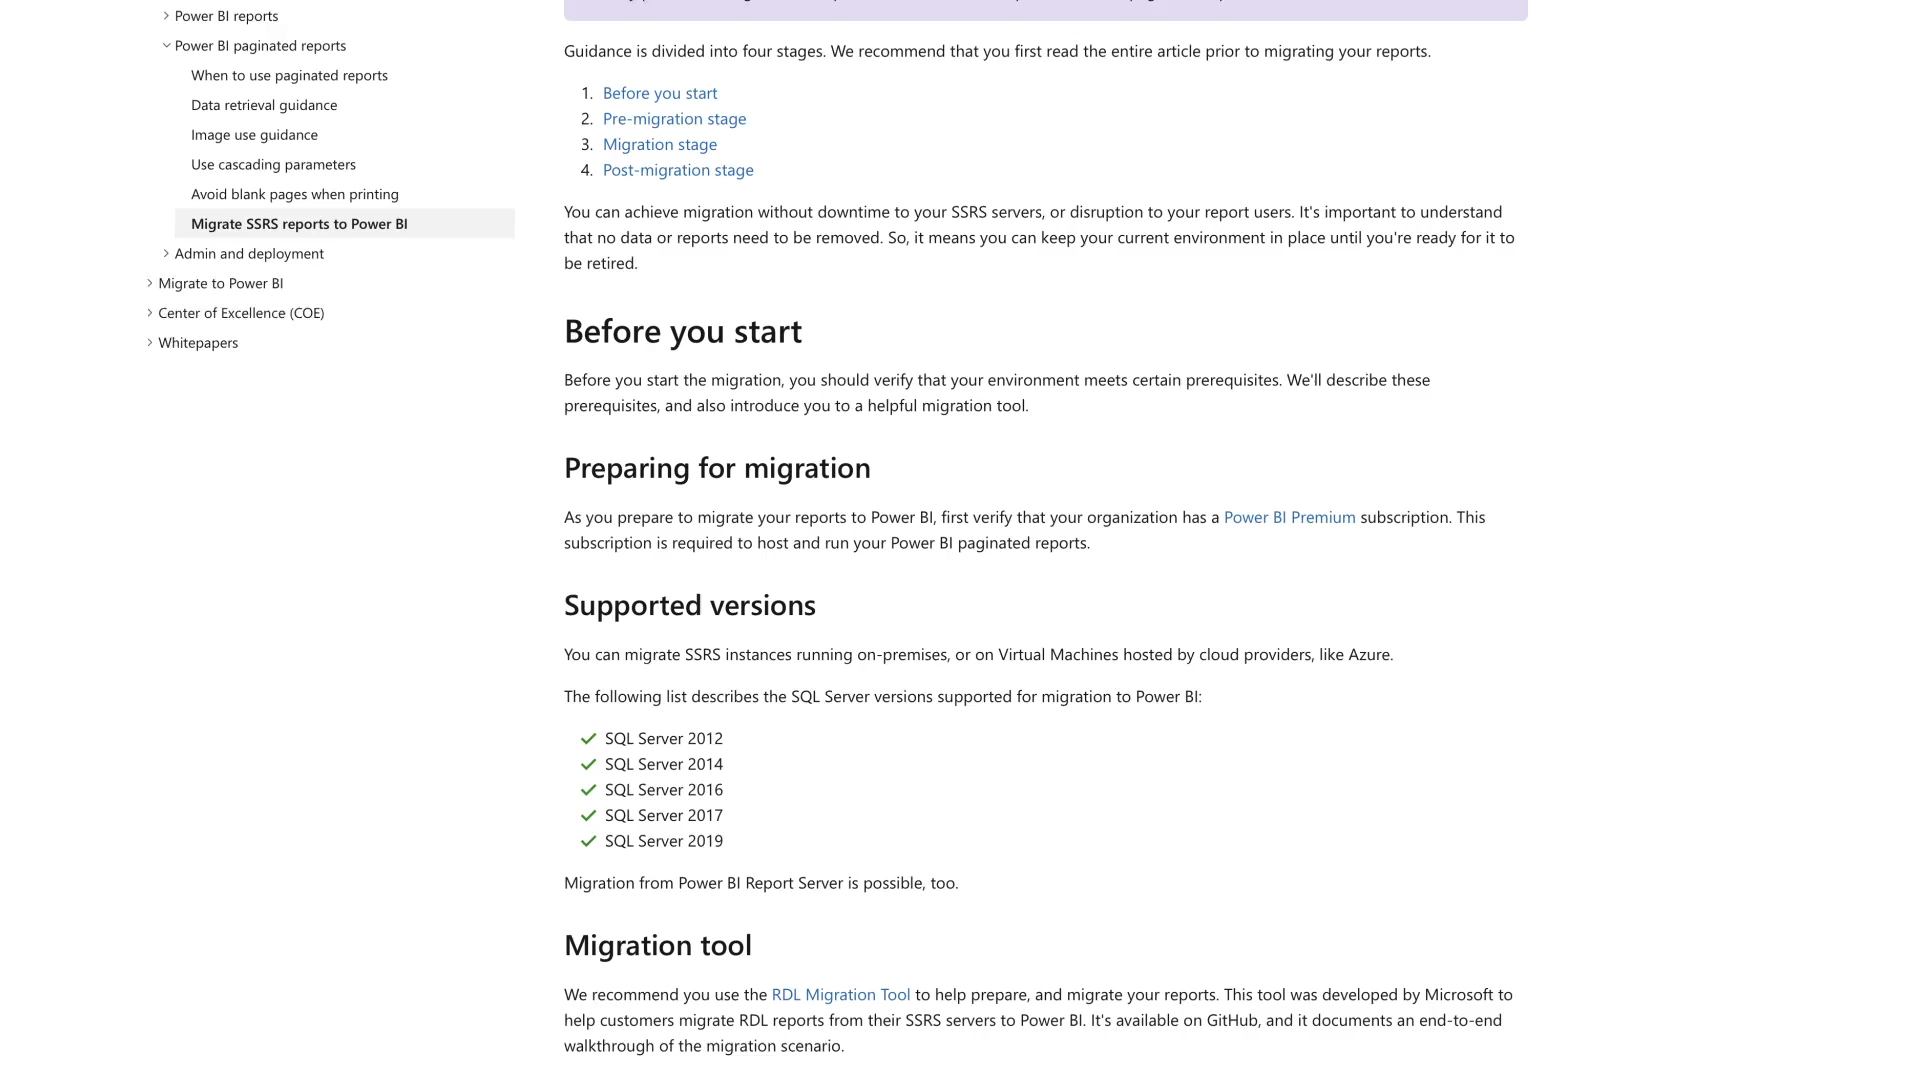 Power BI reports
Power BI paginated reports
When to use paginated reports
Data retrieval guidance
Image use guidance
Use cascading parameters
Avoid blank pages when printing
Migrate SSRS reports to Power BI
Admin and deployment
Migrate to Power BI
Center of Excellence (COE)
Whitepapers
Guidance is divided into four stages. We recommend that you first read the entire article prior to migrating your reports.
1. Before you start
2. Pre-migration stage
3. Migration stage
4. Post-migration stage
You can achieve migration without downtime to your SSRS servers, or disruption to your report users. It's important to understand
that no data or reports need to be removed. So, it means you can keep your current environment in place until you're ready for it to
be retired.
Before you start
Before you start the migration, you should verify that your environment meets certain prerequisites. We'll describe these
prerequisites, and also introduce you to a helpful migration tool.
Preparing for migration
As you prepare to migrate your reports to Power BI, first verify that your organization has a Power BI Premium subscription. This
subscription is required to host and run your Power BI paginated reports.
Supported versions
You can migrate SSRS instances running on-premises, or on Virtual Machines hosted by cloud providers, like Azure.
The following list describes the SQL Server versions supported for migration to Power BI:
SQL Server 2012
SQL Server 2014
SQL Server 2016
SQL Server 2017
SQL Server 2019
Migration from Power BI Report Server is possible, too.
Migration tool
We recommend you use the RDL Migration Tool to help prepare, and migrate your reports. This tool was developed by Microsoft to
help customers migrate RDL reports from their SSRS servers to Power BI. It's available on GitHub, and it documents an end-to-end
walkthrough of the migration scenario.